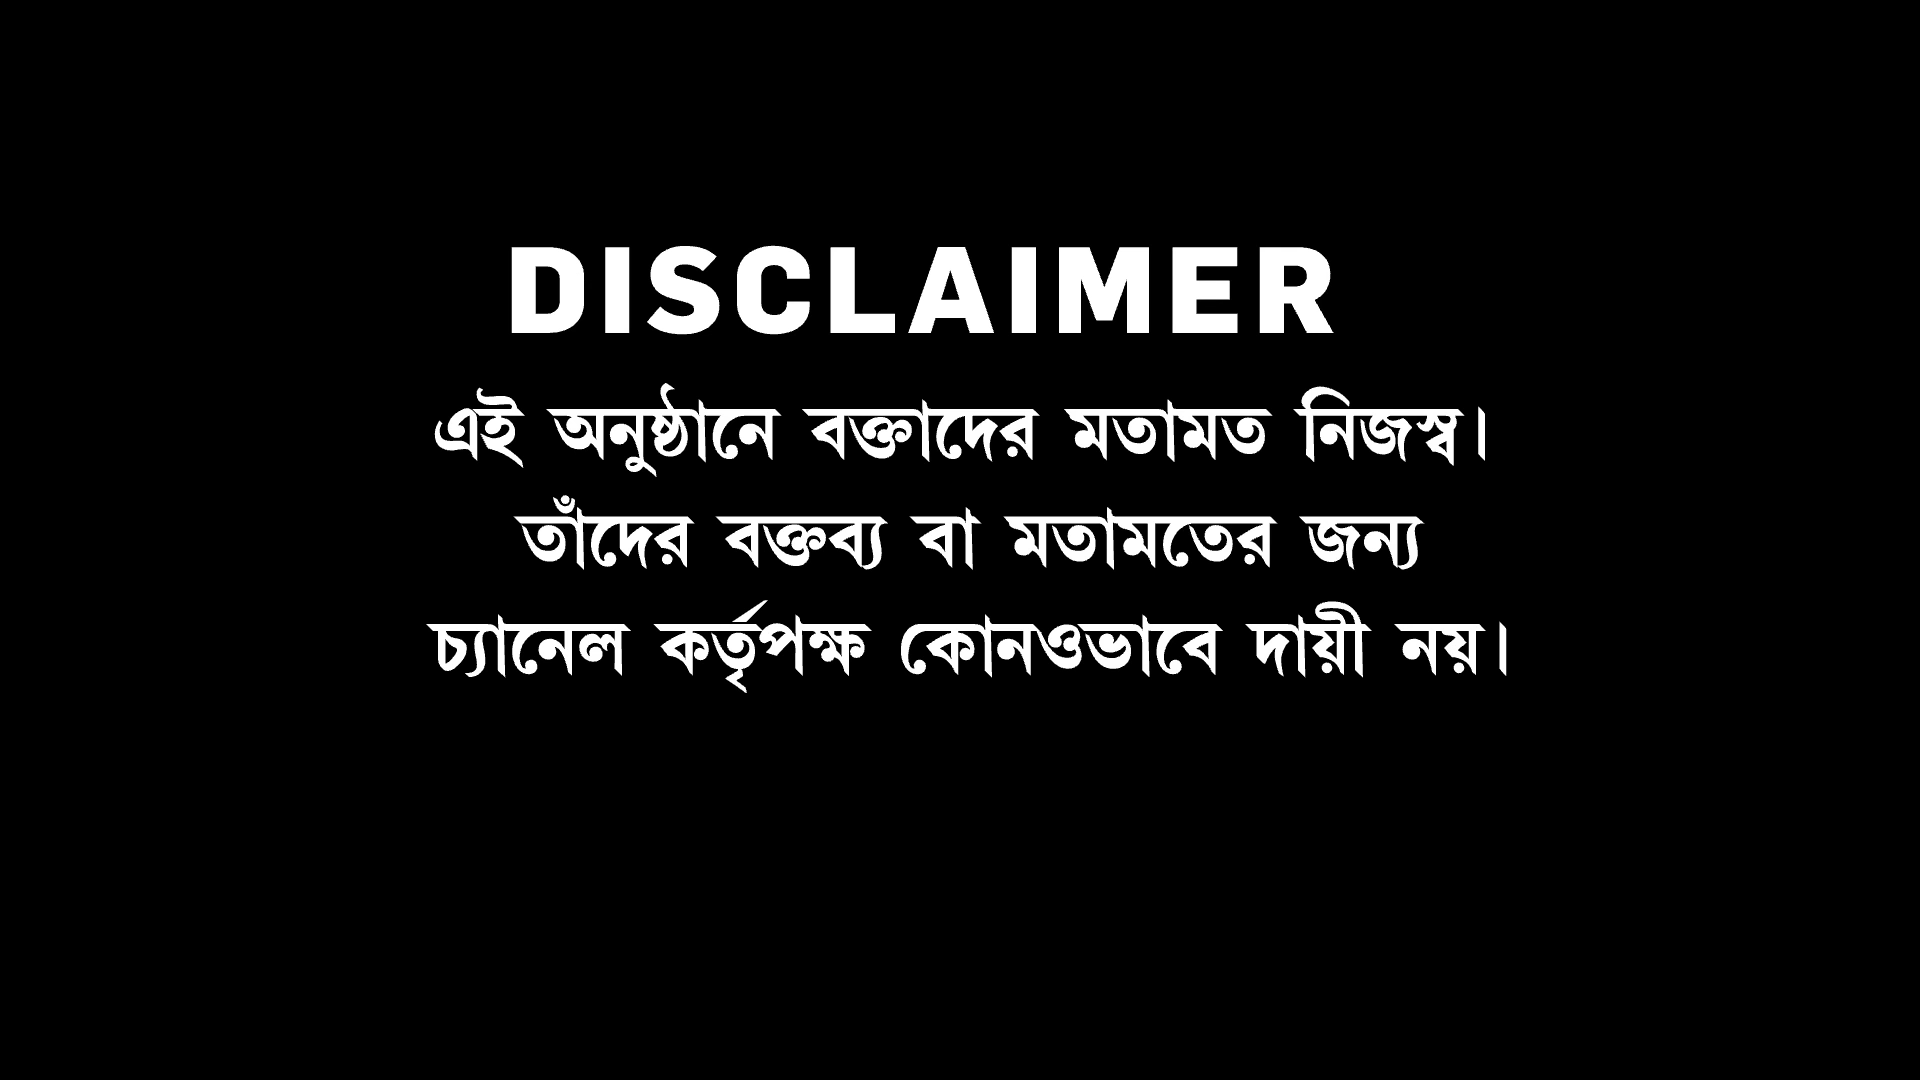 DISCLAIMER
এই অনুষ্ঠানে বক্তাদের মতামত নিজস্ব।
তাঁদের বক্তব্য বা মতামতের জন্য
চ্যানেল কর্তৃপক্ষ কোনওভাবে দায়ী নয়।